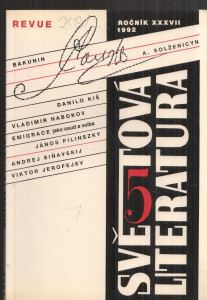 REVUE
ROČNÍK XXXVII
1992
BAKUNIN
A. SOLŽENICYN
DANILO KIŠ
VLADIMIR NABOKOV
EMIGRACE jako osud a volba
JÁNOS PILINSZKY
ANDREJ SIŇAVSKIJ
VIKTOR JEROFEJEV
5
SVĚTOVÁ
LITERATURA